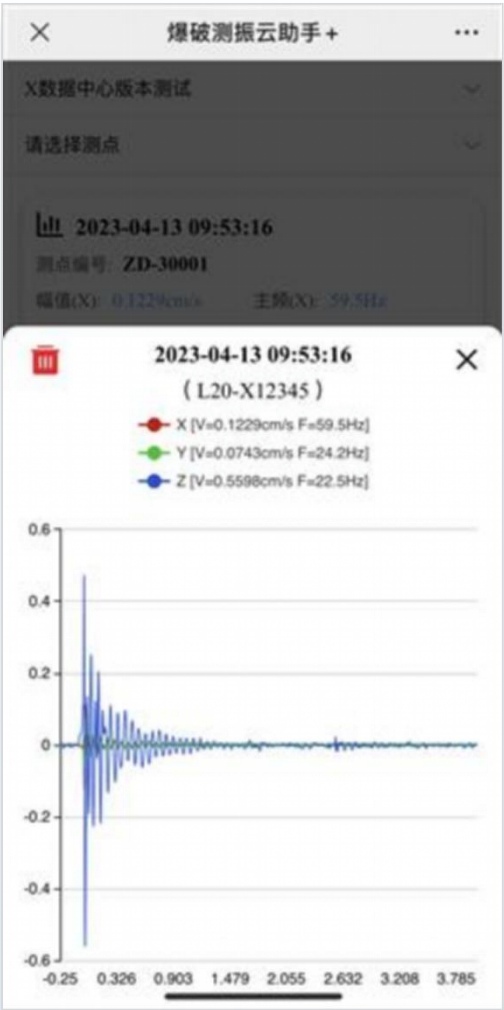 爆破测振云助手+
X数据中心版本测试
请选择测点
2023-04-13 09:53:16
测点编号: ZD-30001
幅值(X): 0.1229cm/s 主频(X): 59.5Hz
2023-04-13 09:53:16
( L20-X12345 )
X [V=0.1229cm/s F=59.5Hz]
Y [V=0.0743cm/s F=24.2Hz]
Z [V=0.5598cm/s F=22.5Hz]
0.6
0.4
0.2
0
-0.2
-0.4
-0.6
-0.25 0.326 0.903 1.479 2.055 2.632 3.208 3.785